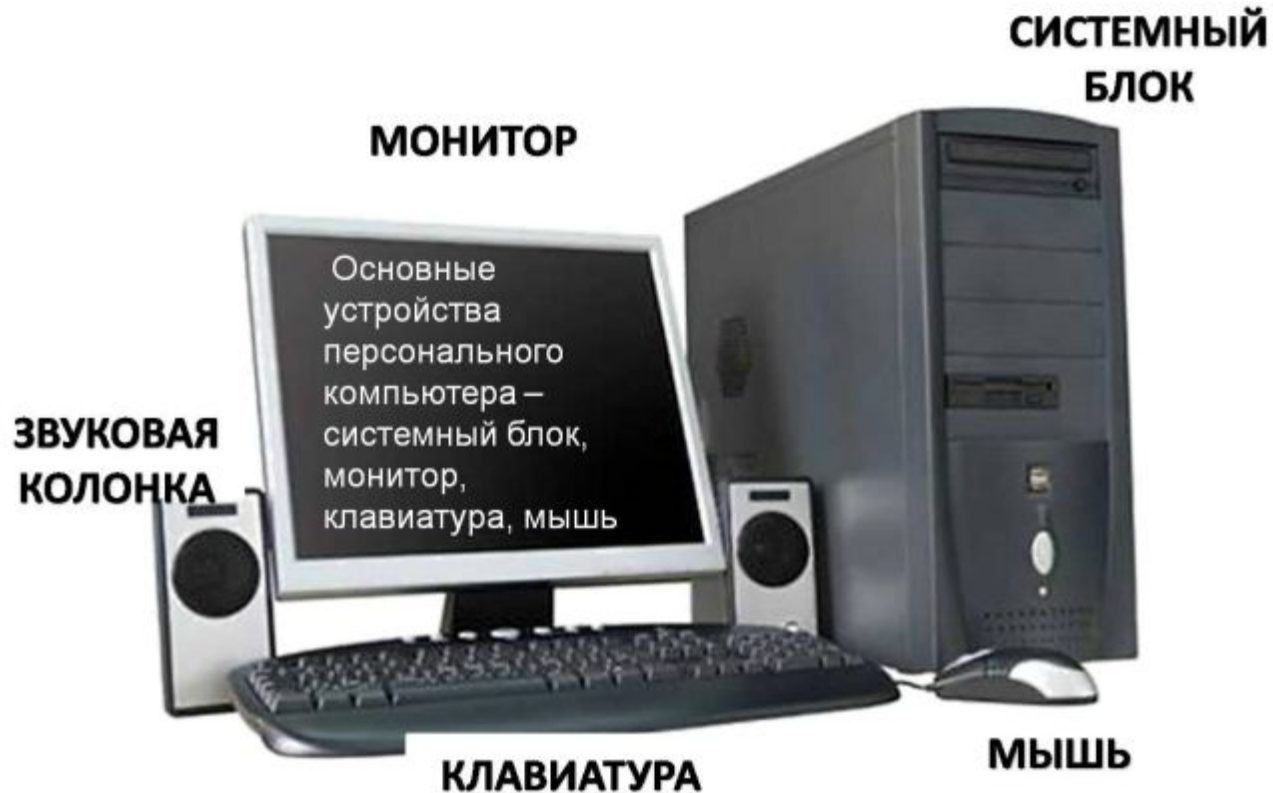 СИСТЕМНЫЙ
БЛОК
МОНИТОР
Основные
устройства
персонального
компьютера –
системный блок,
монитор,
клавиатура, мышь
ЗВУКОВАЯ
КОЛОНКА
КЛАВИАТУРА
МЫШЬ